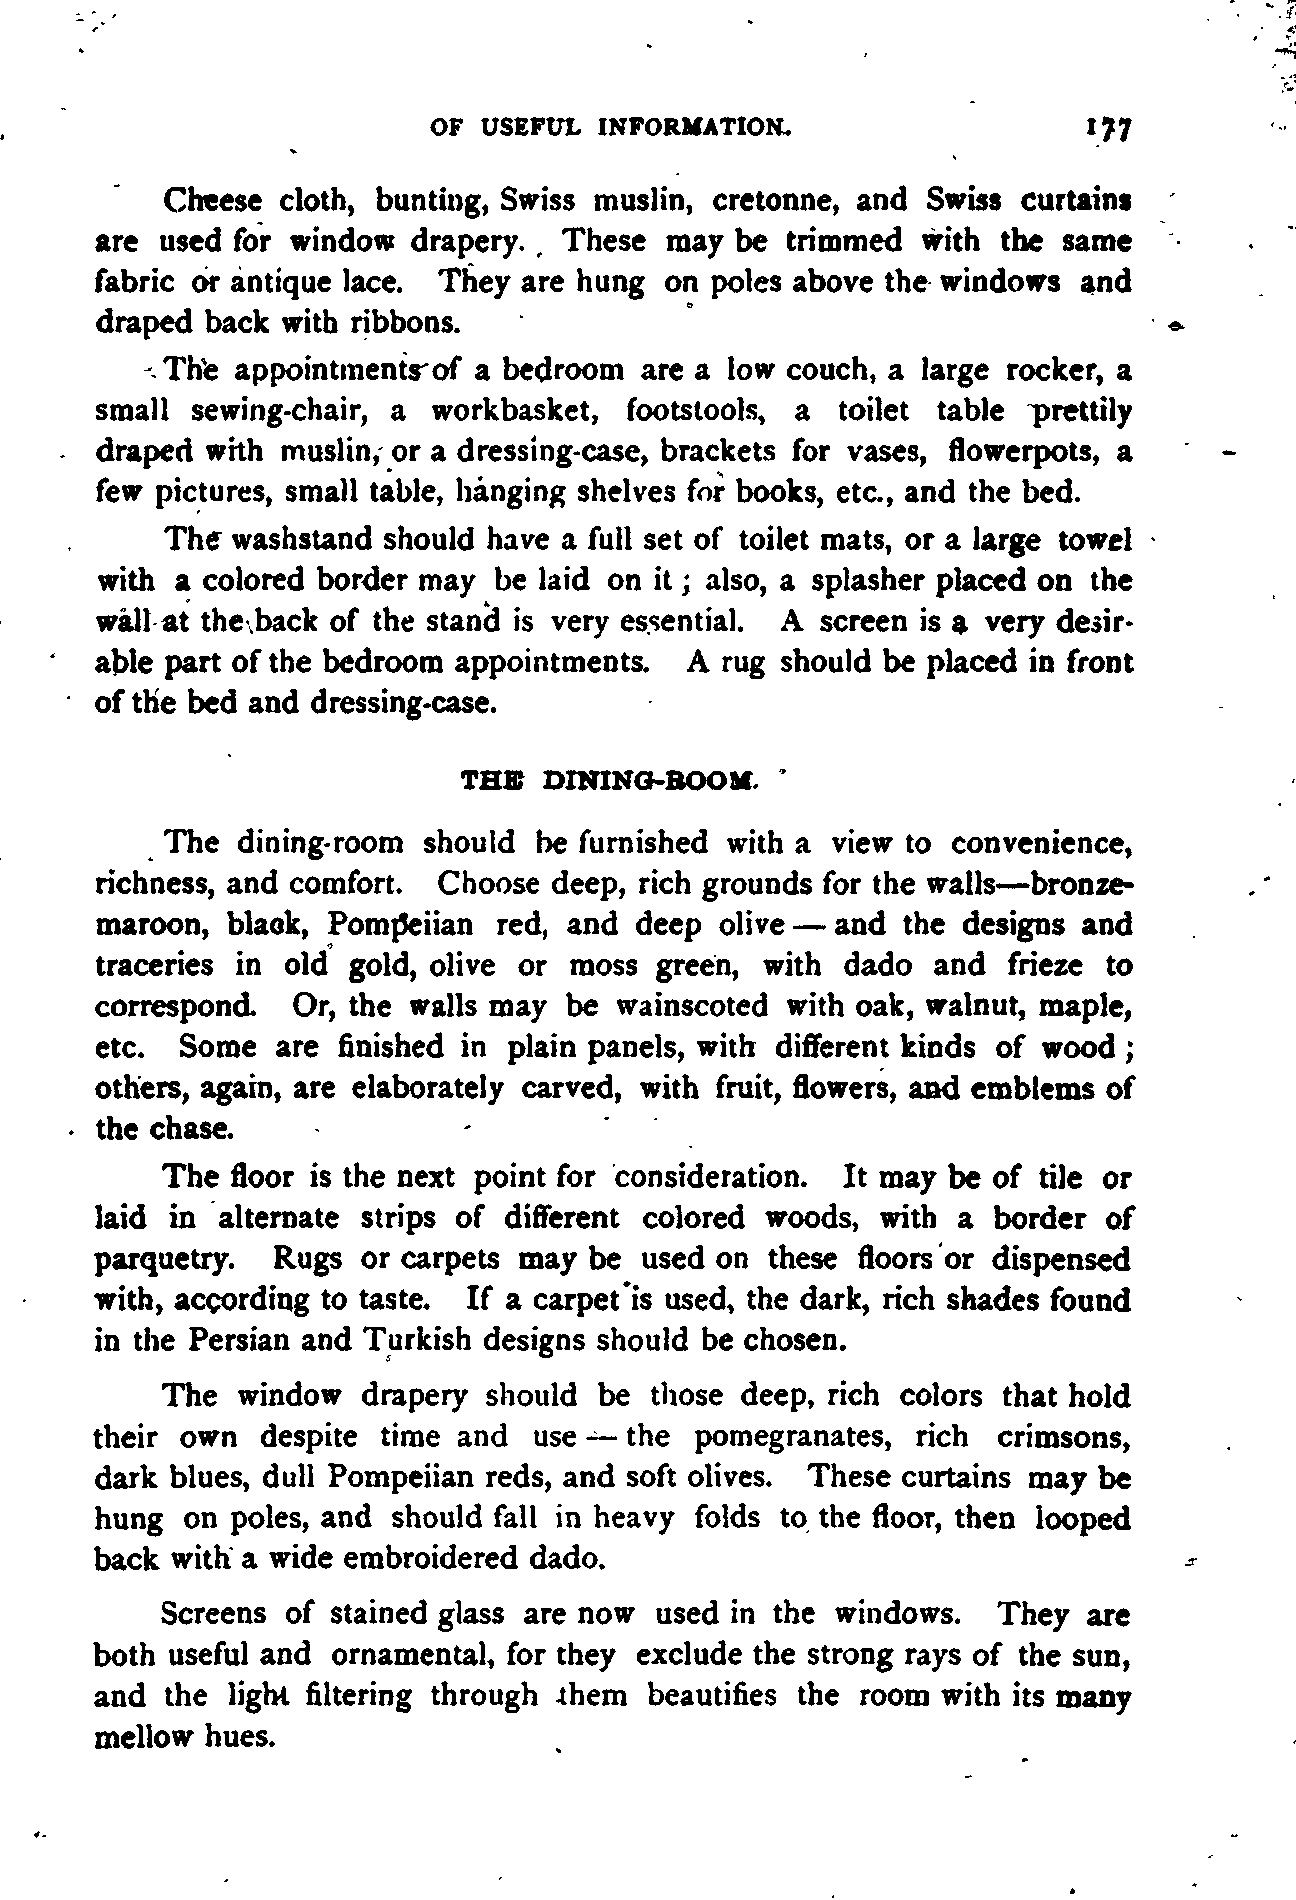 OF USEFUL INFORMATION. 177
Cheese cloth, bunting, Swiss muslin, cretonne, and Swiss curtains
are used for window drapery. These may be trimmed with the same
fabric or antique lace. They are hung on poles above the windows and
draped back with ribbons.
The appointments of a bedroom are a low couch, a large rocker, a
small sewing-chair, a workbasket, footstools, a toilet table prettily
draped with muslin, or a dressing-case, brackets for vases, flowerpots, a
few pictures, small table, hanging shelves for books, etc., and the bed.
The washstand should have a full set of toilet mats, or a large towel
with a colored border may be laid on it; also, a splasher placed on the
wall at the back of the stand is very essential. A screen is a very desir-
able part of the bedroom appointments. A rug should be placed in front
of the bed and dressing-case.
THE DINING-ROOM.
The dining-room should be furnished with a view to convenience,
richness, and comfort. Choose deep, rich grounds for the walls—bronze-
maroon, black, Pompeiian red, and deep olive — and the designs and
traceries in old gold, olive or moss green, with dado and frieze to
correspond. Or, the walls may be wainscoted with oak, walnut, maple,
etc. Some are finished in plain panels, with different kinds of wood;
others, again, are elaborately carved, with fruit, flowers, and emblems of
the chase.
The floor is the next point for consideration. It may be of tile or
laid in alternate strips of different colored woods, with a border of
parquetry. Rugs or carpets may be used on these floors or dispensed
with, according to taste. If a carpet is used, the dark, rich shades found
in the Persian and Turkish designs should be chosen.
The window drapery should be those deep, rich colors that hold
their own despite time and use — the pomegranates, rich crimsons,
dark blues, dull Pompeiian reds, and soft olives. These curtains may be
hung on poles, and should fall in heavy folds to the floor, then looped
back with a wide embroidered dado.
Screens of stained glass are now used in the windows. They are
both useful and ornamental, for they exclude the strong rays of the sun,
and the light filtering through them beautifies the room with its many
mellow hues.